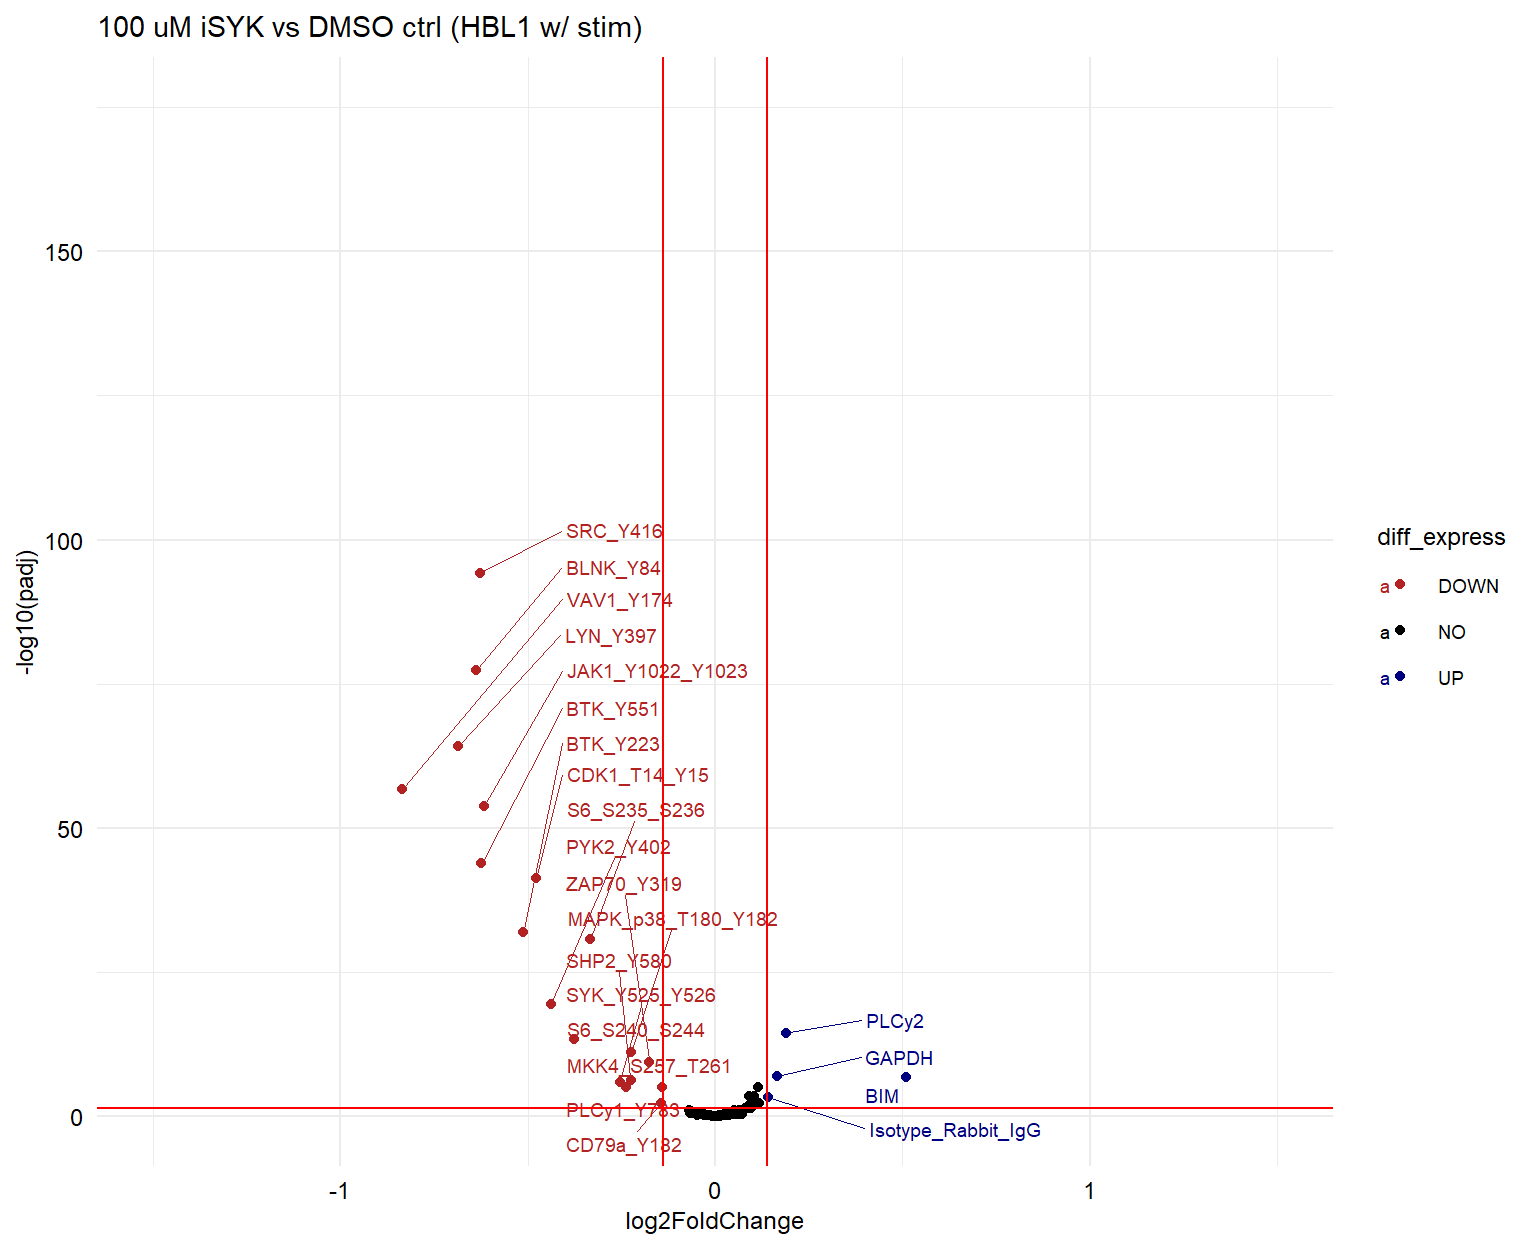 100 uM iSYK vs DMSO ctrl (HBL1 w/ stim)
-log10(padj)
150
100
50
0
SRC_Y416
BLNK_Y84
VAV1_Y174
LYN_Y397
JAK1_Y1022_Y1023
BTK_Y551
BTK_Y223
CDK1_T14_Y15
S6_S235_S236
PYK2_Y402
ZAP70_Y319
MAPK_p38_T180_Y182
SHP2_Y580
SYK_Y525_Y526
S6_S240_S244
MKK4_S257_T261
PLCy1_Y783
CD79a_Y182
PLCy2
GAPDH
BIM
Isotype_Rabbit_IgG
-1
0
1
log2FoldChange
diff_express
a DOWN
a NO
a UP